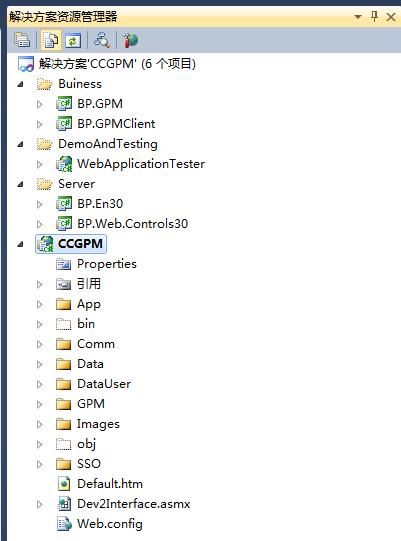 解决方案资源管理器
解决方案'CCGPM' (6 个项目)
Buiness
BP.GPM
BP.GPMClient
DemoAndTesting
WebApplicationTester
Server
BP.En30
BP.Web.Controls30
CCGPM
Properties
引用
App
bin
Comm
Data
DataUser
GPM
Images
obj
SSO
Default.htm
Dev2Interface.asmx
Web.config